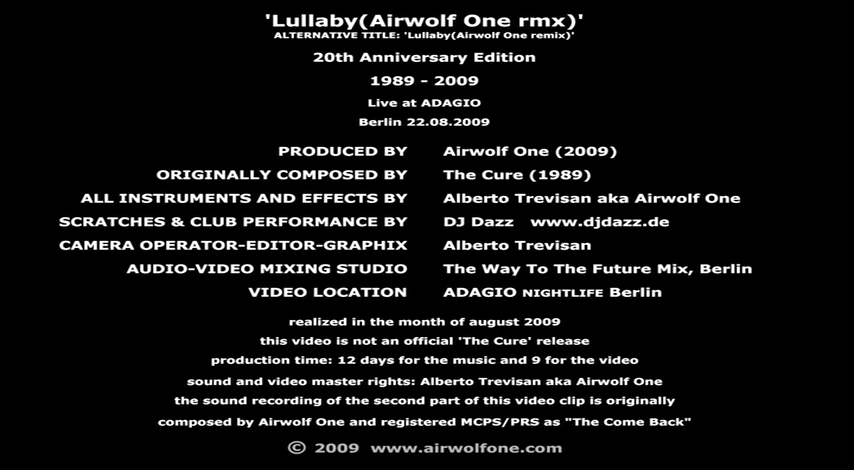 'Lullaby(Airwolf One rmx)'
ALTERNATIVE TITLE: 'Lullaby(Airwolf One remix)'
20th Anniversary Edition
1989 - 2009
Live at ADAGIO
Berlin 22.08.2009
PRODUCED BY Airwolf One (2009)
ORIGINALLY COMPOSED BY The Cure (1989)
ALL INSTRUMENTS AND EFFECTS BY Alberto Trevisan aka Airwolf One
SCRATCHES & CLUB PERFORMANCE BY DJ Dazz www.djdazz.de
CAMERA OPERATOR-EDITOR-GRAPHIX Alberto Trevisan
AUDIO-VIDEO MIXING STUDIO The Way To The Future Mix, Berlin
VIDEO LOCATION ADAGIO NIGHTLIFE Berlin
realized in the month of august 2009
this video is not an official 'The Cure' release
production time: 12 days for the music and 9 for the video
sound and video master rights: Alberto Trevisan aka Airwolf One
the sound recording of the second part of this video clip is originally
composed by Airwolf One and registered MCPS/PRS as "The Come Back"
© 2009 www.airwolfone.com